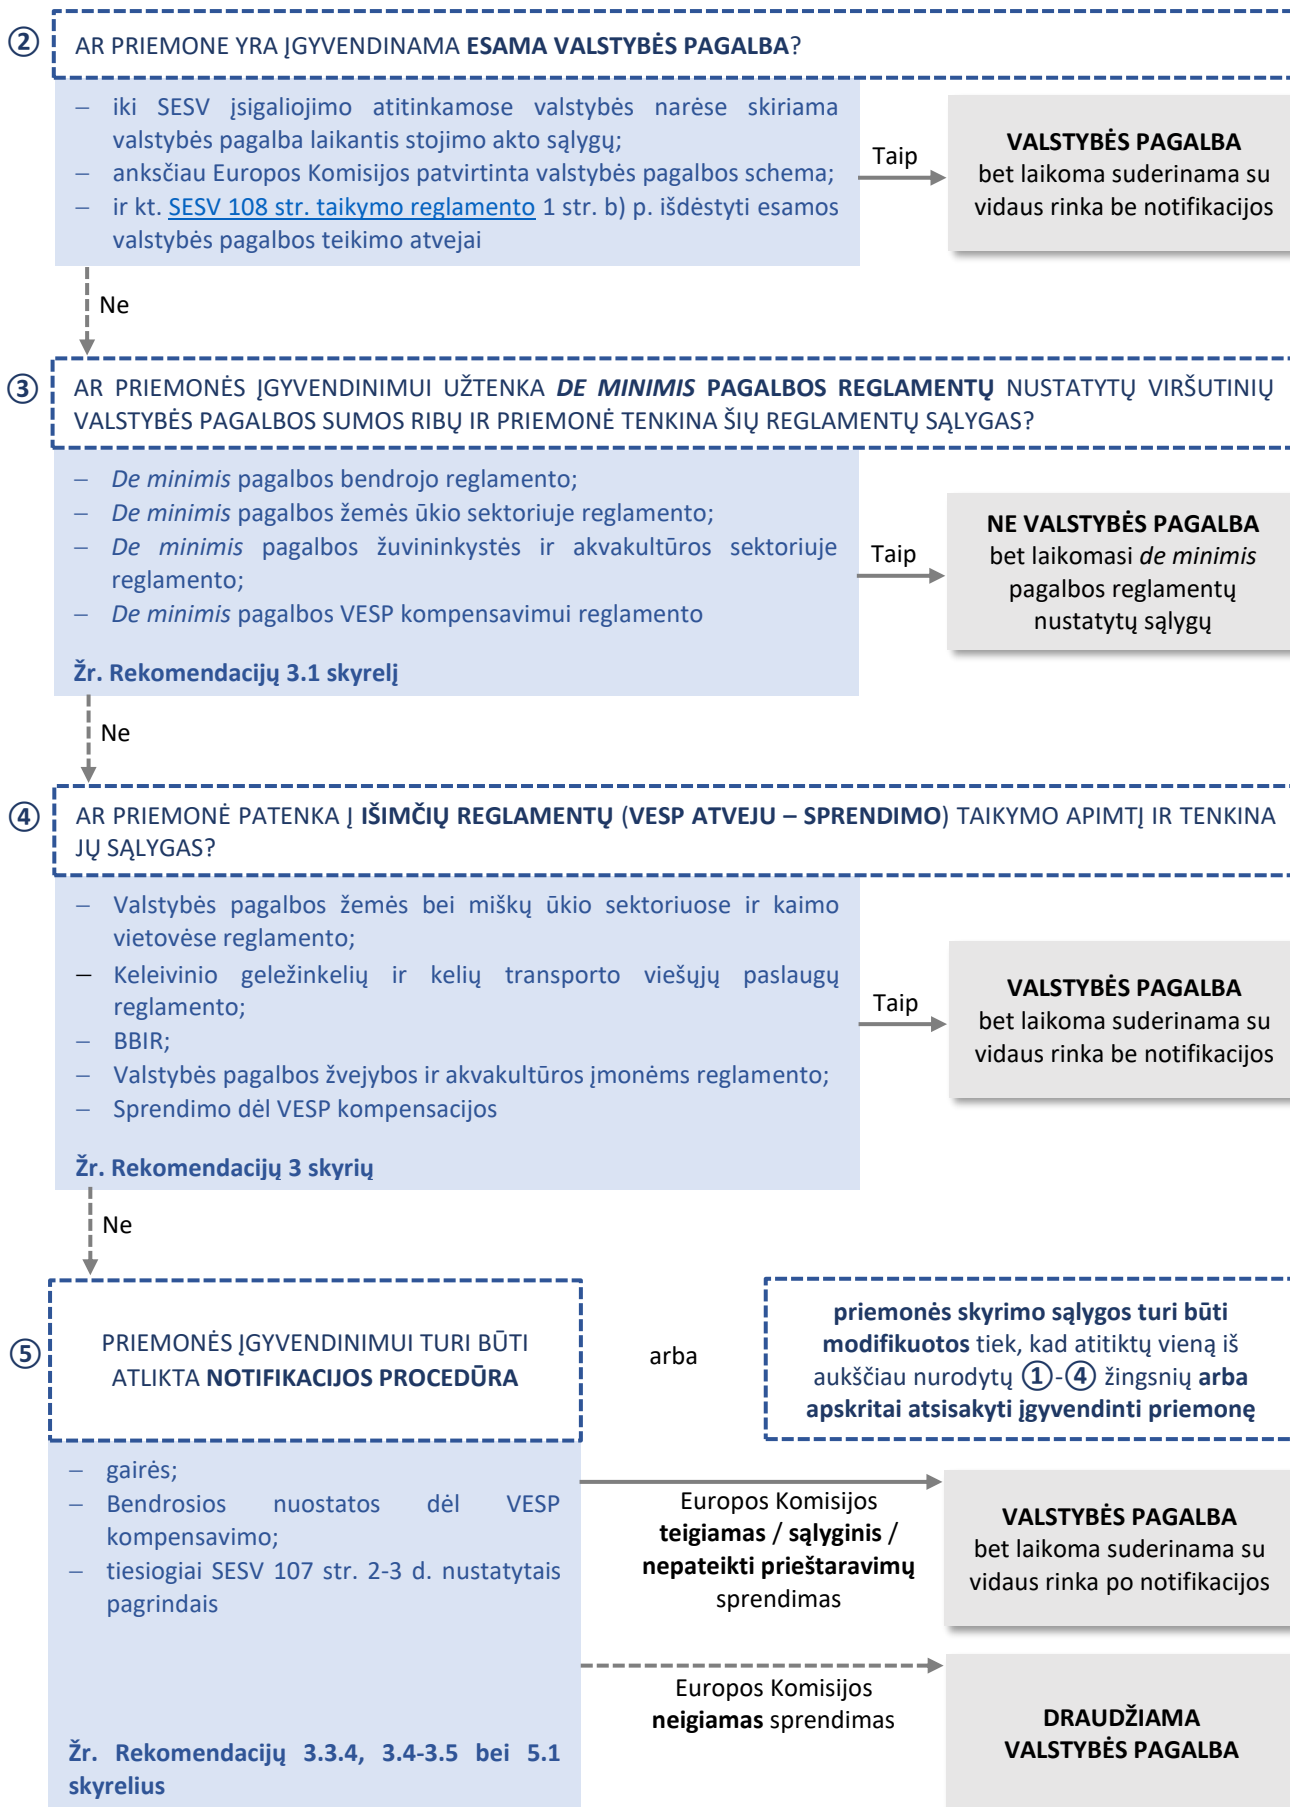 ② AR PRIEMONE YRA ĮGYVENDINAMA ESAMA VALSTYBĖS PAGALBA?
– iki SESV įsigaliojimo atitinkamose valstybės narėse skiriama
valstybės pagalba laikantis stojimo akto sąlygų;
– anksčiau Europos Komisijos patvirtinta valstybės pagalbos schema;
– ir kt. SESV 108 str. taikymo reglamento 1 str. b) p. išdėstyti esamos
valstybės pagalbos teikimo atvejai
Taip
VALSTYBĖS PAGALBA
bet laikoma suderinama su
vidaus rinka be notifikacijos
Ne
③ AR PRIEMONĖS ĮGYVENDINIMUI UŽTENKA DE MINIMIS PAGALBOS REGLAMENTŲ NUSTATYTŲ VIRŠUTINIŲ
VALSTYBĖS PAGALBOS SUMOS RIBŲ IR PRIEMONĖ TENKINA ŠIŲ REGLAMENTŲ SĄLYGAS?
– De minimis pagalbos bendrojo reglamento;
– De minimis pagalbos žemės ūkio sektoriuje reglamento;
– De minimis pagalbos žuvininkystės ir akvakultūros sektoriuje
reglamento;
– De minimis pagalbos VESP kompensavimui reglamento
Žr. Rekomendacijų 3.1 skyrelį
Taip
NE VALSTYBĖS PAGALBA
bet laikomasi de minimis
pagalbos reglamentų
nustatytų sąlygų
Ne
④ AR PRIEMONĖ PATENKA Į IŠIMČIŲ REGLAMENTŲ (VESP ATVEJU – SPRENDIMO) TAIKYMO APIMTĮ IR TENKINA
JŲ SĄLYGAS?
– Valstybės pagalbos žemės bei miškų ūkio sektoriuose ir kaimo
vietovėse reglamento;
– Keleivinio geležinkelių ir kelių transporto viešųjų paslaugų
reglamento;
– BBIR;
– Valstybės pagalbos žvejybos ir akvakultūros įmonėms reglamento;
– Sprendimo dėl VESP kompensacijos
Žr. Rekomendacijų 3 skyrių
Taip
VALSTYBĖS PAGALBA
bet laikoma suderinama su
vidaus rinka be notifikacijos
Ne
⑤ PRIEMONĖS ĮGYVENDINIMUI TURI BŪTI
ATLIKTA NOTIFIKACIJOS PROCEDŪRA
arba
priemonės skyrimo sąlygos turi būti
modifikuotos tiek, kad atitiktų vieną iš
aukščiau nurodytų ①-④ žingsnių arba
apskritai atsisakyti įgyvendinti priemonę
– gairės;
– Bendrosios nuostatos dėl VESP
kompensavimo;
– tiesiogiai SESV 107 str. 2-3 d. nustatytais
pagrindais
Žr. Rekomendacijų 3.3.4, 3.4-3.5 bei 5.1
skyrelius
Europos Komisijos
teigiamas / sąlyginis /
nepateikti prieštaravimų
sprendimas
VALSTYBĖS PAGALBA
bet laikoma suderinama su
vidaus rinka po notifikacijos
Europos Komisijos
neigiamas sprendimas
DRAUDŽIAMA
VALSTYBĖS PAGALBA